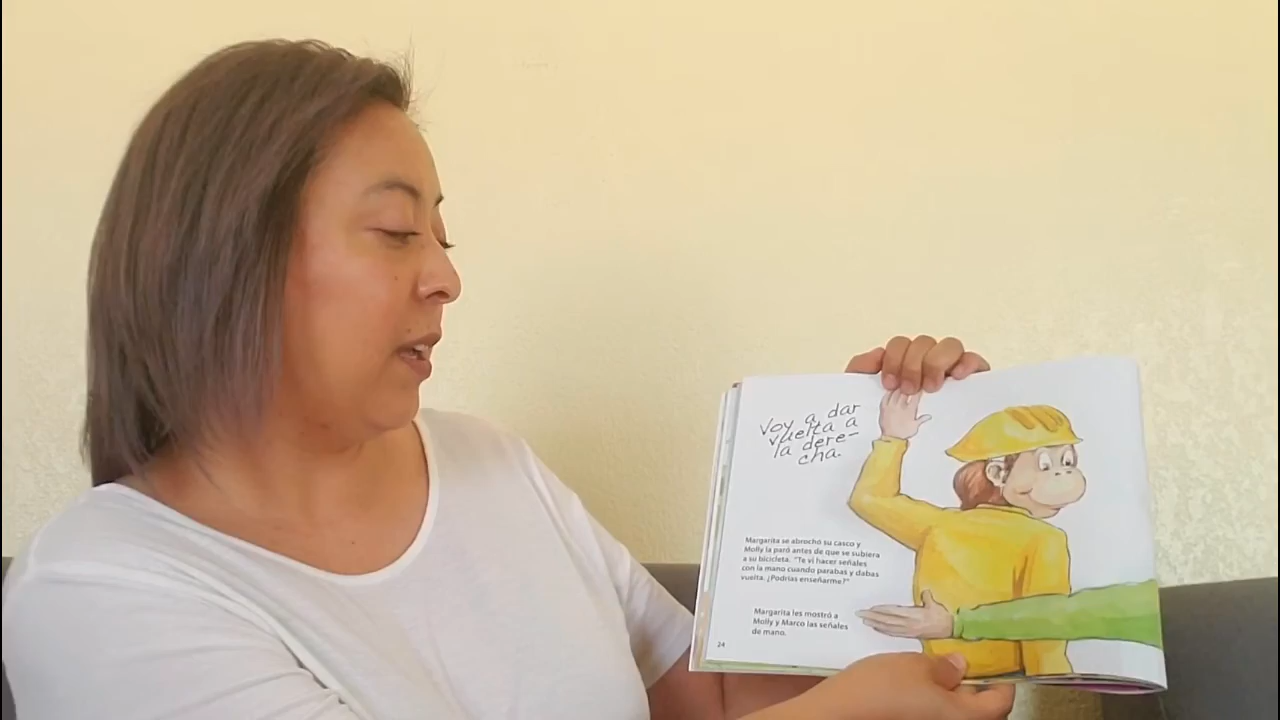 Voy a dar
vuelta a
la dere-
cha.
Margarita se abrochó su casco y
Molly la paró antes de que se subiera
a su bicicleta. "Te vi hacer señales
con la mano cuando parabas y dabas
vuelta. ¿Podrías enseñarme?"
Margarita les mostró a
Molly y Marco las señales
de mano.
24